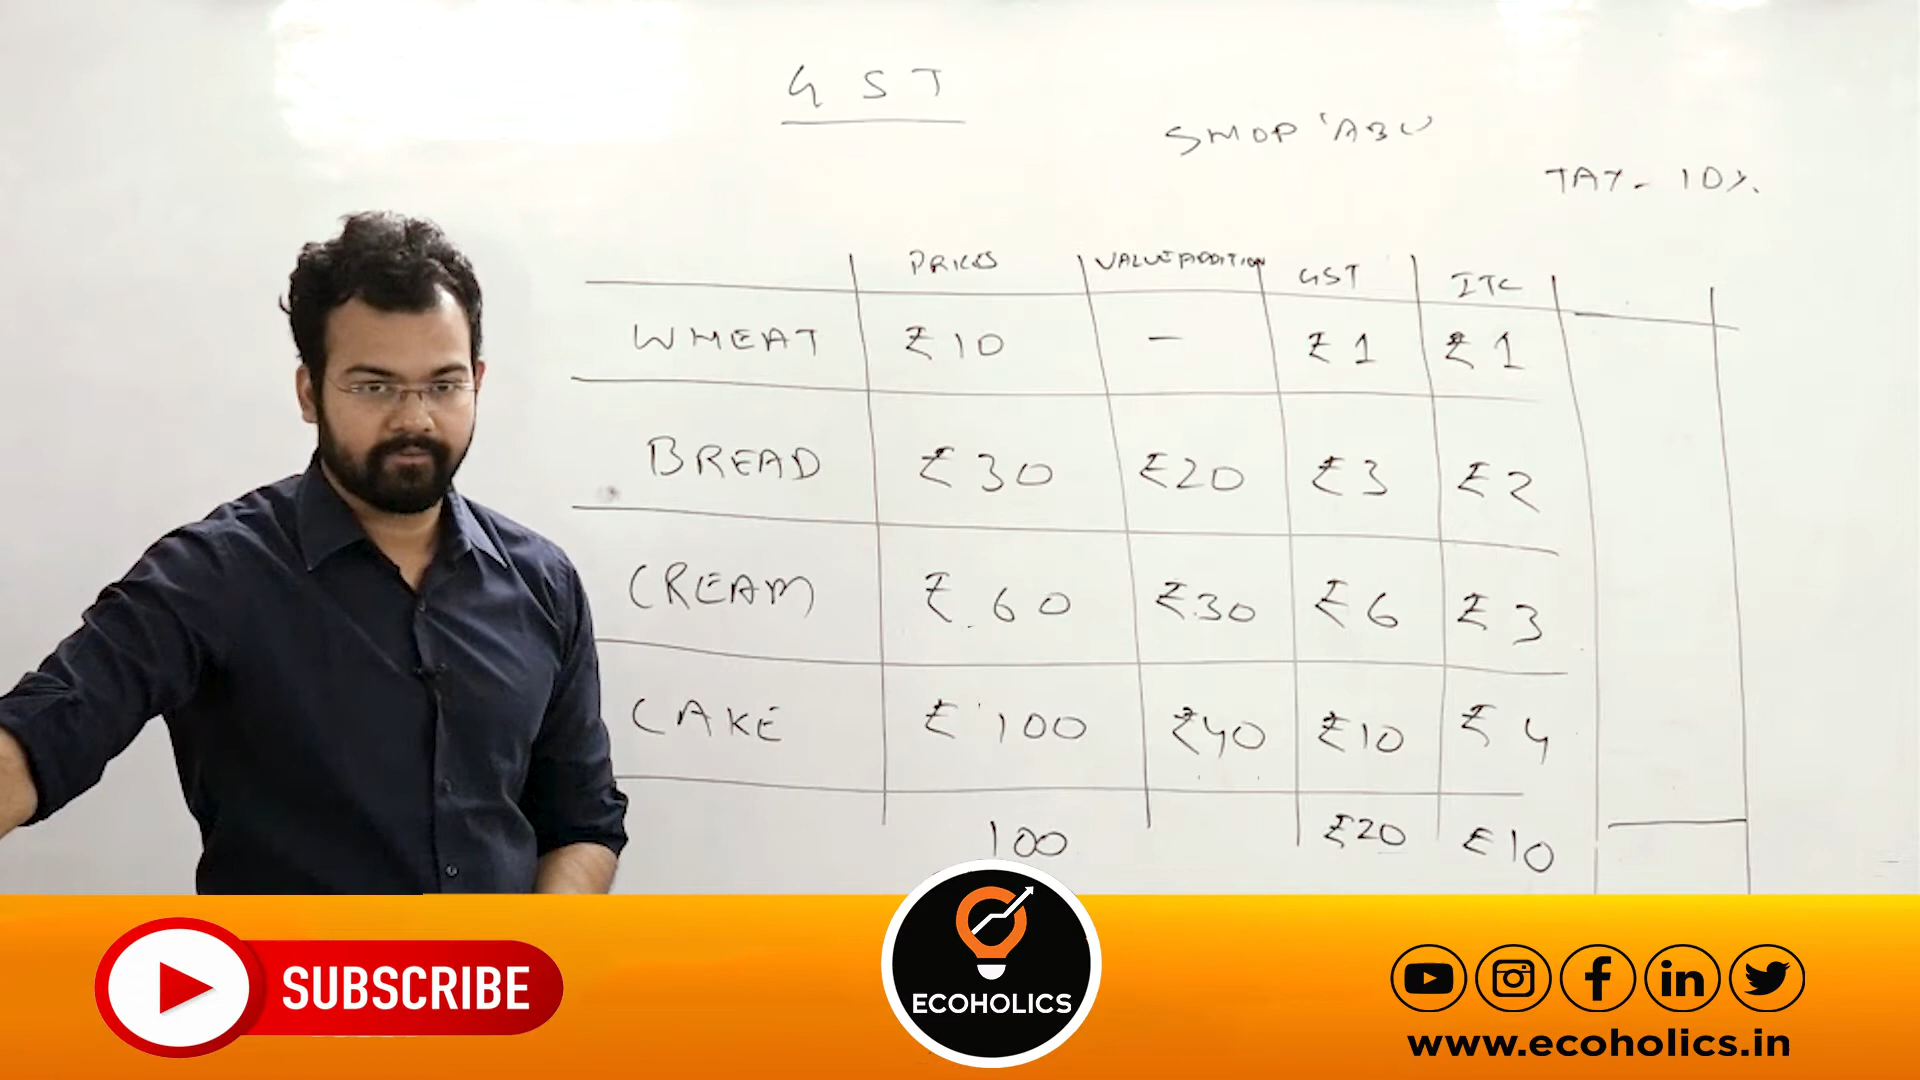 GST
SHOP 'ABC'
TAX - 10%
PRICES VALUE ADDITION GST ITC
WHEAT ₹10 - ₹1 ₹1
BREAD ₹30 ₹20 ₹3 ₹2
CREAM ₹60 ₹30 ₹6 ₹3
CAKE ₹100 ₹40 ₹10 ₹4
100 ₹20 ₹10
SUBSCRIBE
ECOHOLICS
www.ecoholics.in